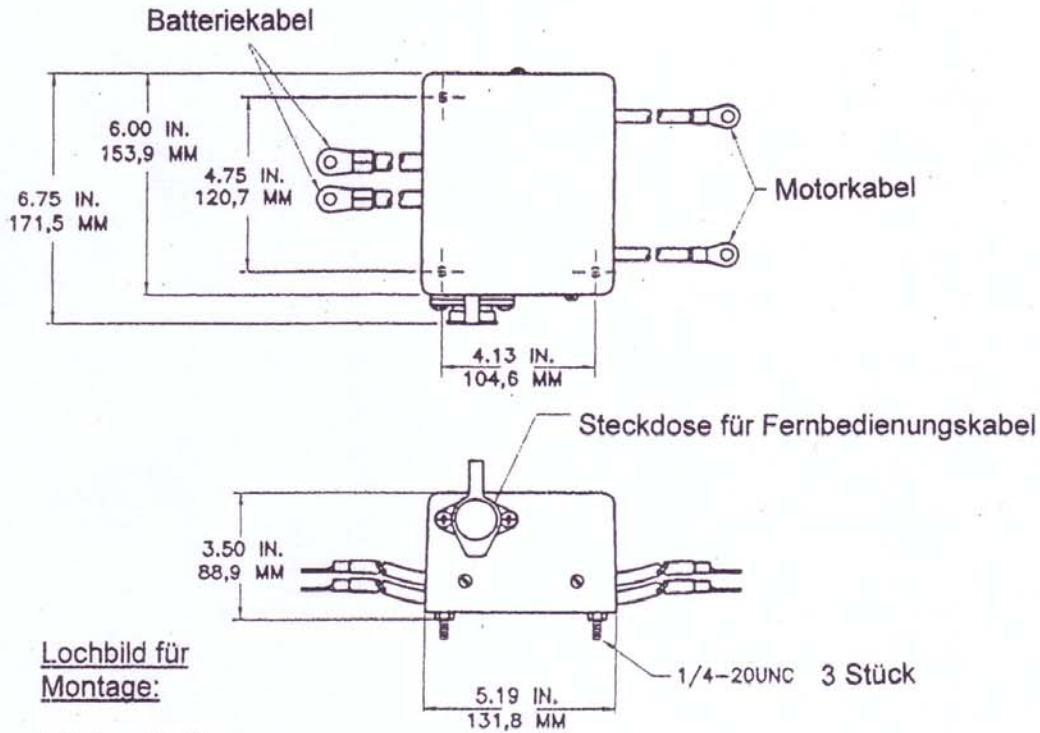 Batteriekabel
6.00 IN.
153,9 MM
4.75 IN.
120,7 MM
6.75 IN.
171,5 MM
Motorkabel
4.13 IN.
104,6 MM
Steckdose für Fernbedienungskabel
3.50 IN.
88,9 MM
Lochbild für
Montage:
1/4-20UNC 3 Stück
5.19 IN.
131,8 MM